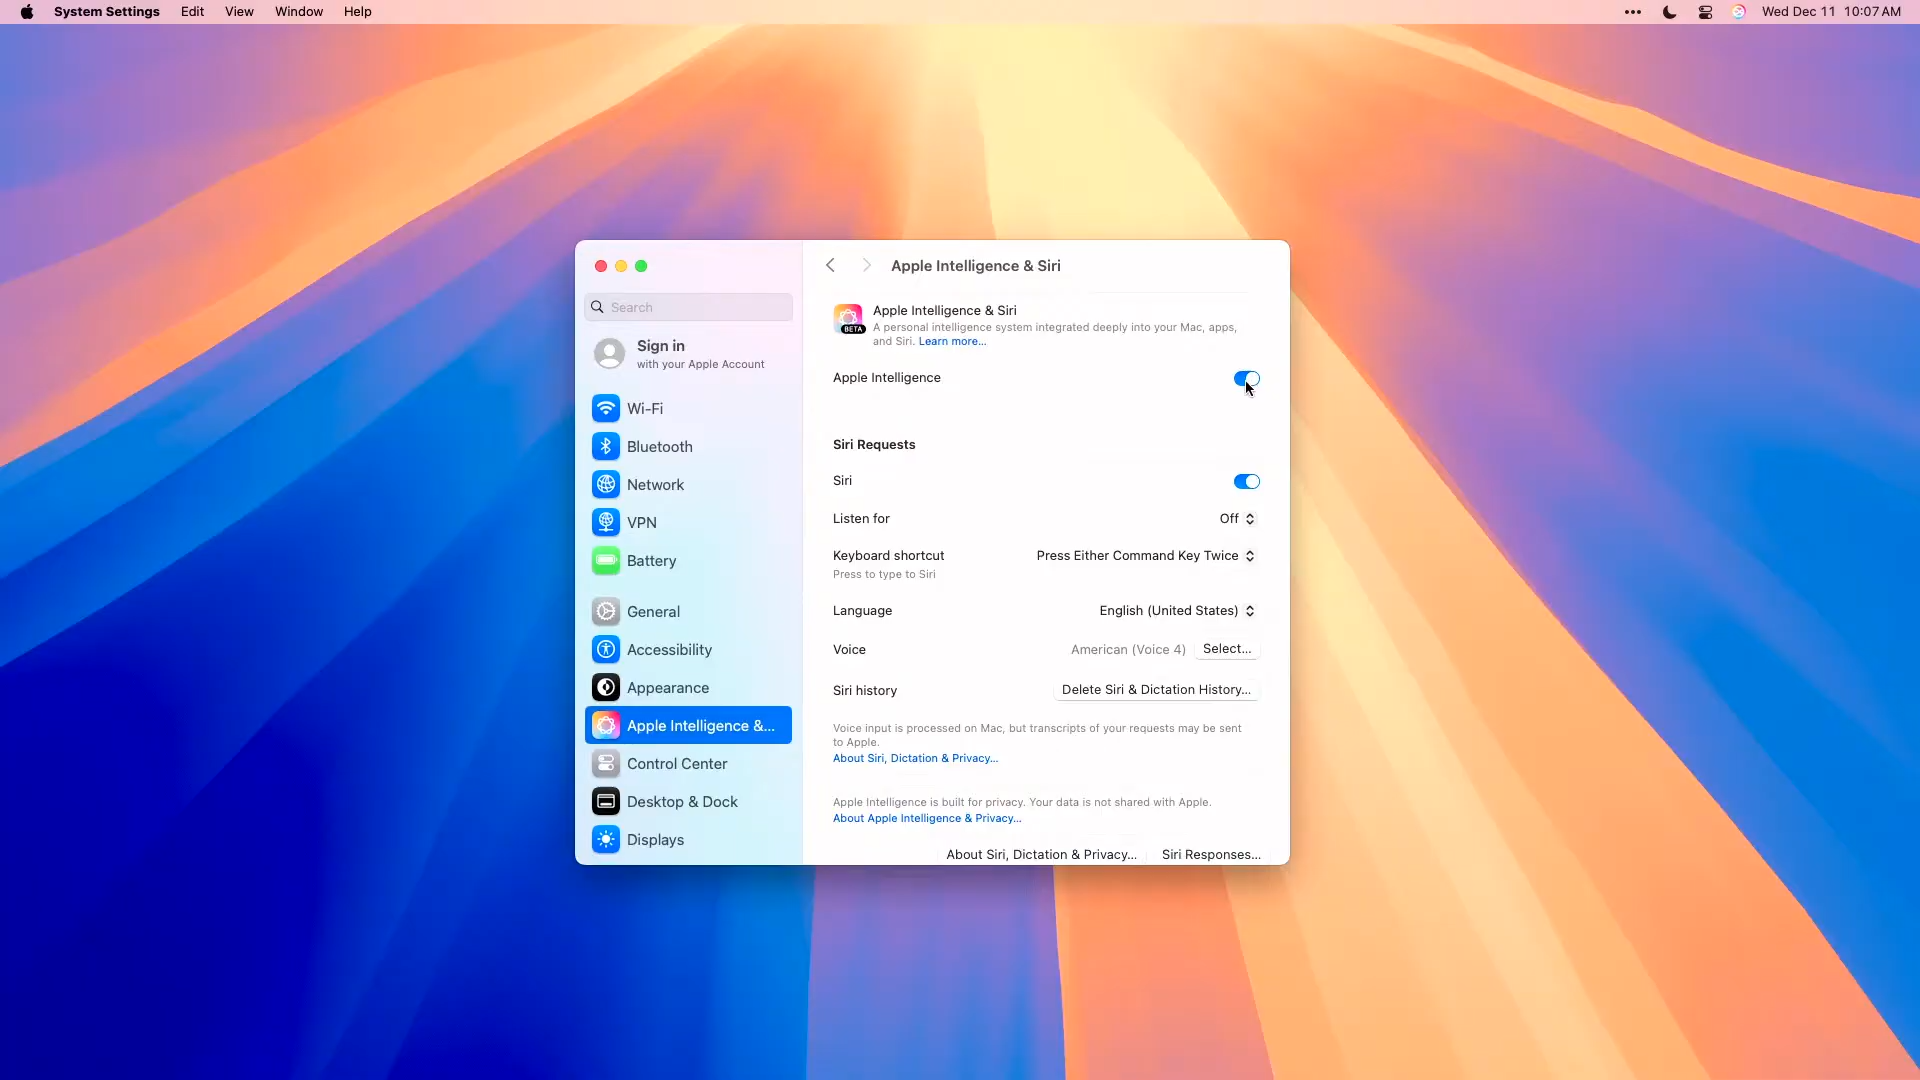 System Settings Edit View Window Help
Wed Dec 11 10:07 AM
Apple Intelligence & Siri
Search
Sign in
with your Apple Account
Wi-Fi
Bluetooth
Network
VPN
Battery
General
Accessibility
Appearance
Apple Intelligence &...
Control Center
Desktop & Dock
Displays
BETA
Apple Intelligence & Siri
A personal intelligence system integrated deeply into your Mac, apps,
and Siri. Learn more...
Apple Intelligence
Siri Requests
Siri
Listen for Off
Keyboard shortcut Press Either Command Key Twice
Press to type to Siri
Language English (United States)
Voice American (Voice 4) Select...
Siri history Delete Siri & Dictation History...
Voice input is processed on Mac, but transcripts of your requests may be sent
to Apple.
About Siri, Dictation & Privacy...
Apple Intelligence is built for privacy. Your data is not shared with Apple.
About Apple Intelligence & Privacy...
About Siri, Dictation & Privacy... Siri Responses...